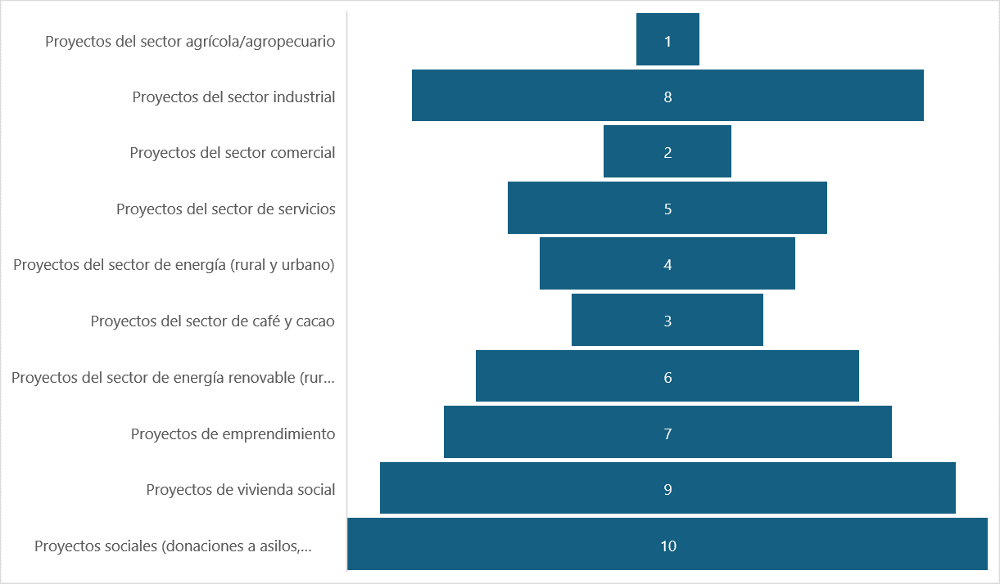 Proyectos del sector agrícola/agropecuario 1
Proyectos del sector industrial 8
Proyectos del sector comercial 2
Proyectos del sector de servicios 5
Proyectos del sector de energía (rural y urbano) 4
Proyectos del sector de café y cacao 3
Proyectos del sector de energía renovable (rur... 6
Proyectos de emprendimiento 7
Proyectos de vivienda social 9
Proyectos sociales (donaciones a asilos,... 10